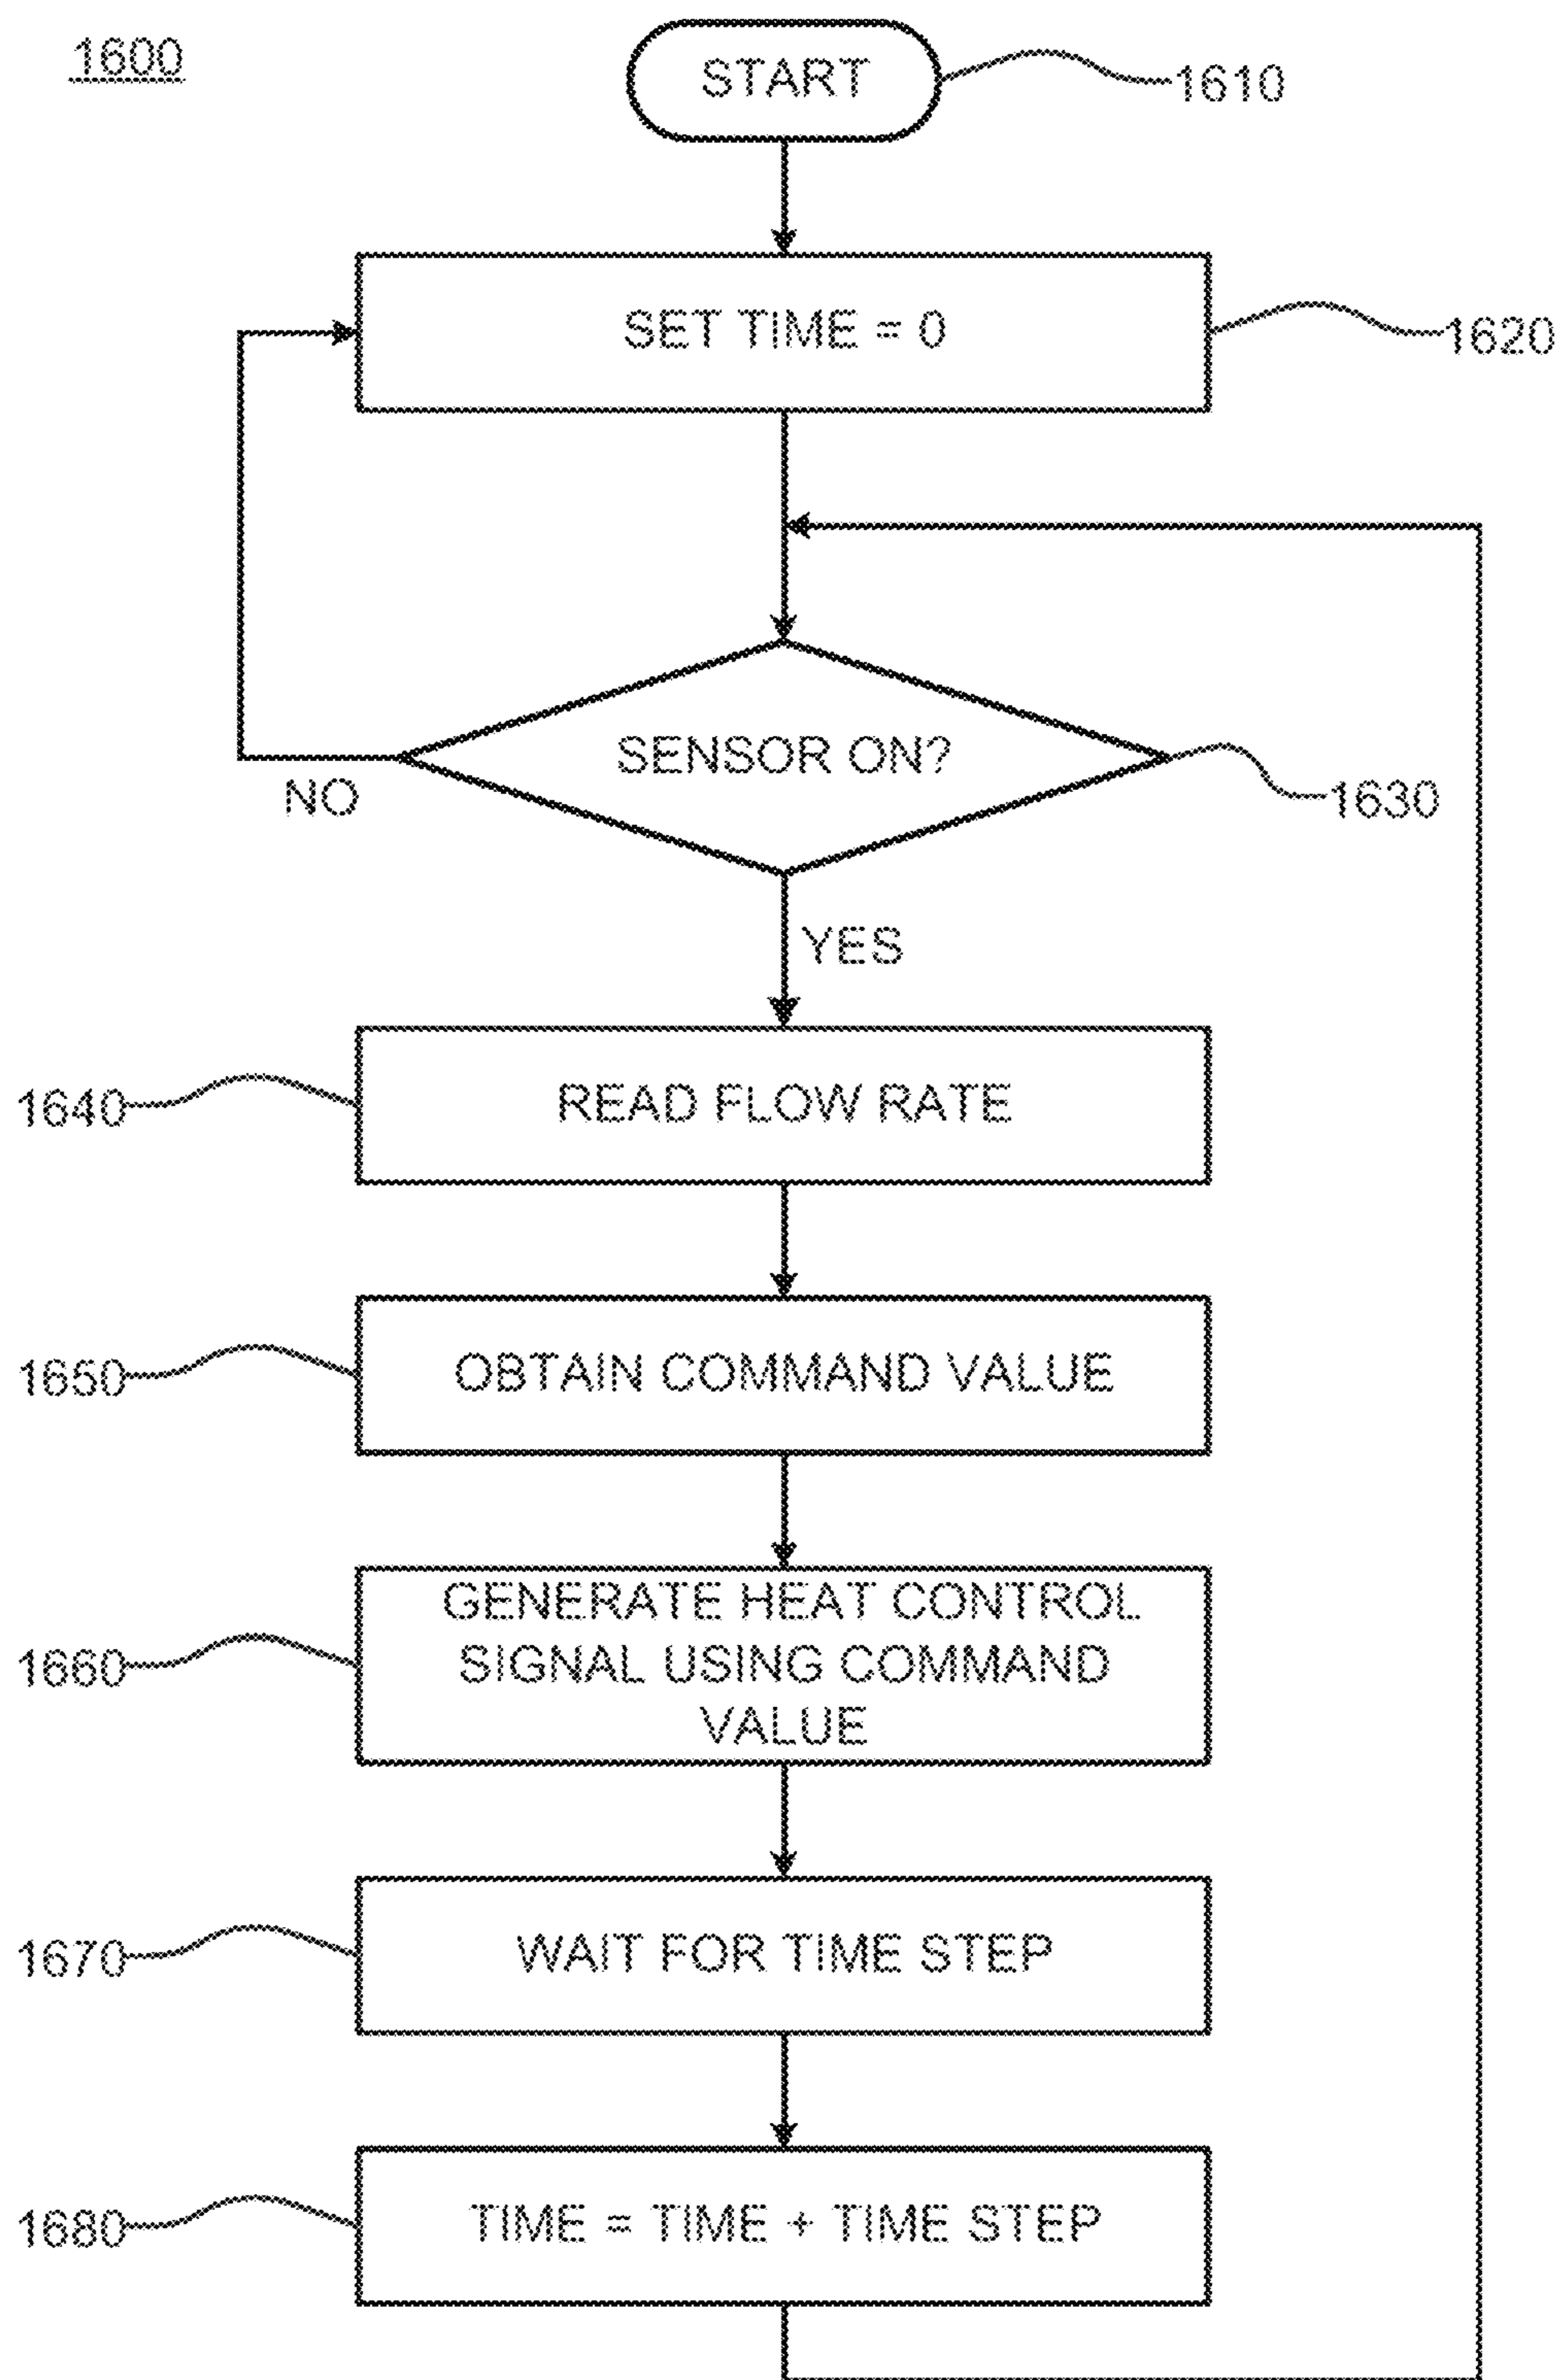 1600
START
1610
SET TIME = 0
1620
SENSOR ON?
1630
NO
YES
READ FLOW RATE
1640
OBTAIN COMMAND VALUE
1650
GENERATE HEAT CONTROL
SIGNAL USING COMMAND
VALUE
1660
WAIT FOR TIME STEP
1670
TIME = TIME + TIME STEP
1680